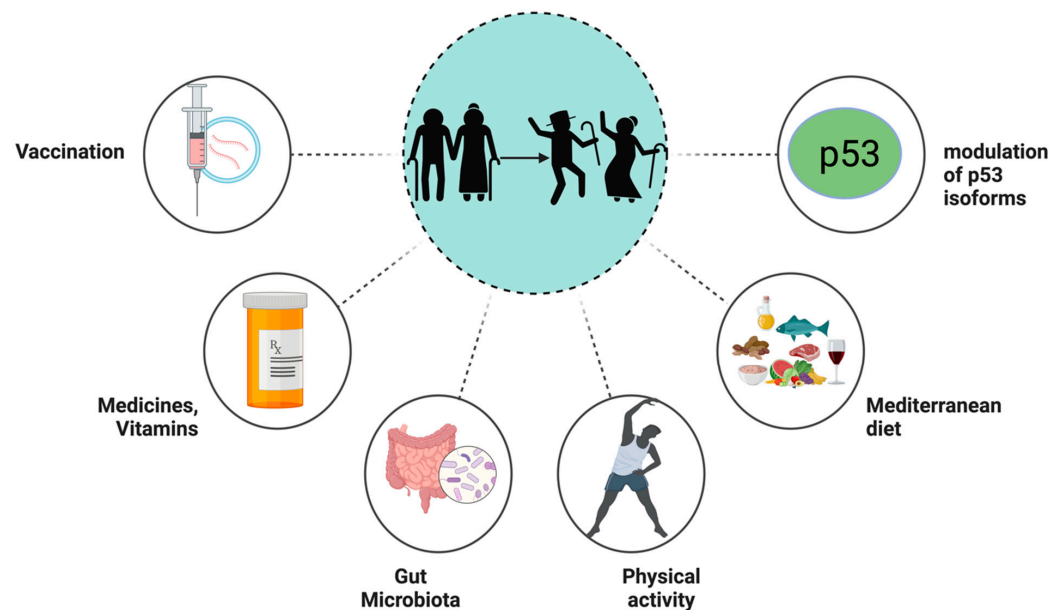 Vaccination
p53
modulation
of p53
isoforms
Rx
Medicines,
Vitamins
Mediterranean
diet
Gut
Microbiota
Physical
activity